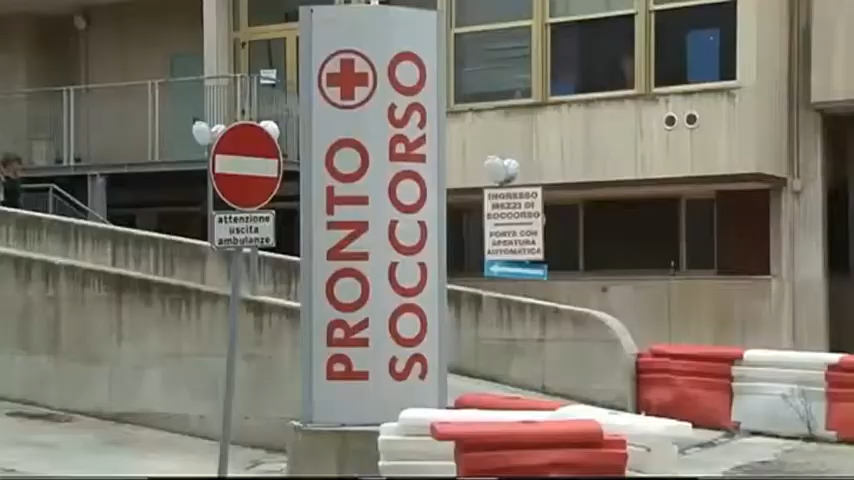 PRONTO
SOCCORSO
attenzione
uscita
ambulanze
INGRESSO
MEZZI DI
SOCCORSO
PORTA CON
APERTURA
AUTOMATICA